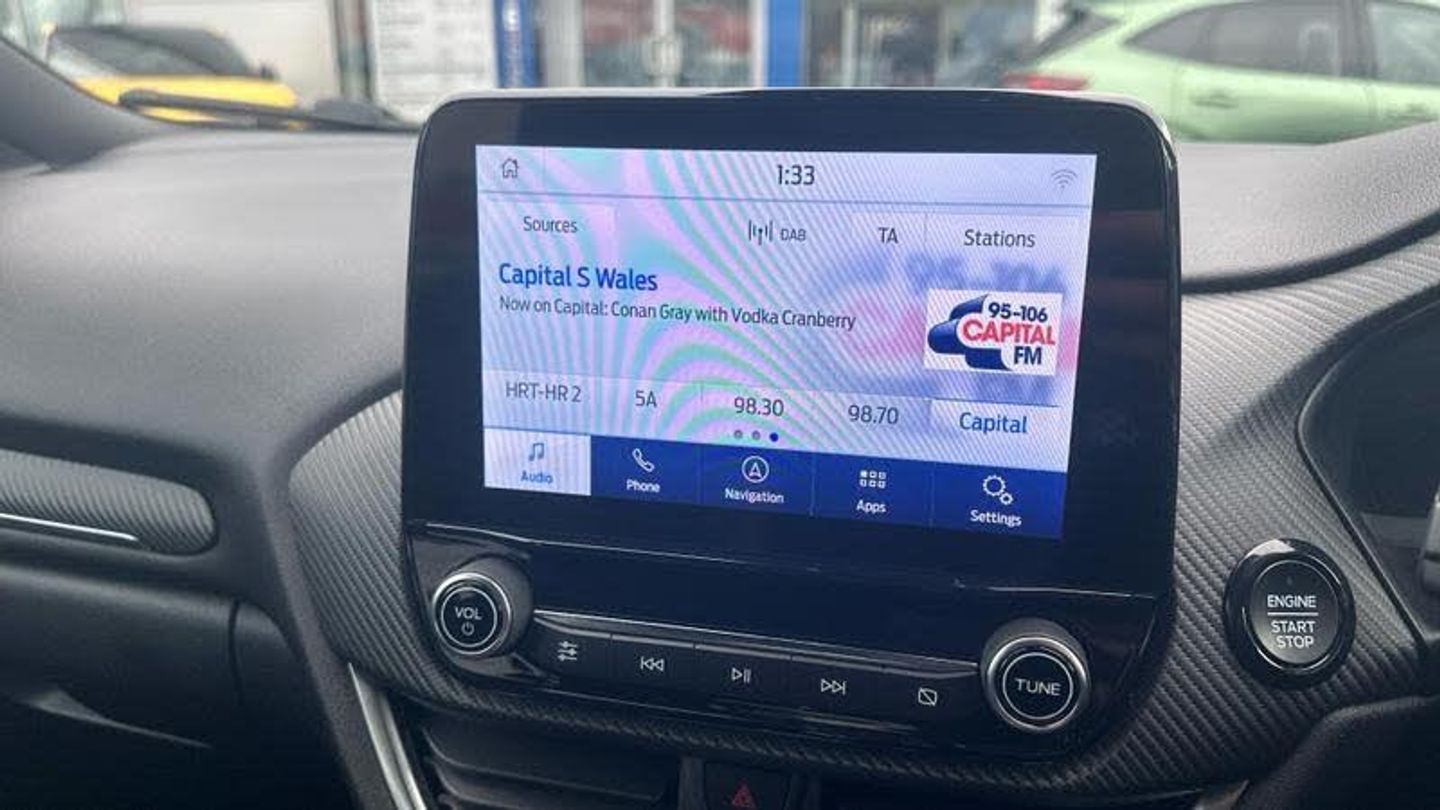 1:33
Sources
DAB
TA
Stations
Capital S Wales
Now on Capital: Conan Gray with Vodka Cranberry
95-106
CAPITAL
FM
HRT-HR 2
5A
98.30
98.70
Capital
Audio
Phone
Navigation
Apps
Settings
VOL
TUNE
ENGINE
START
STOP